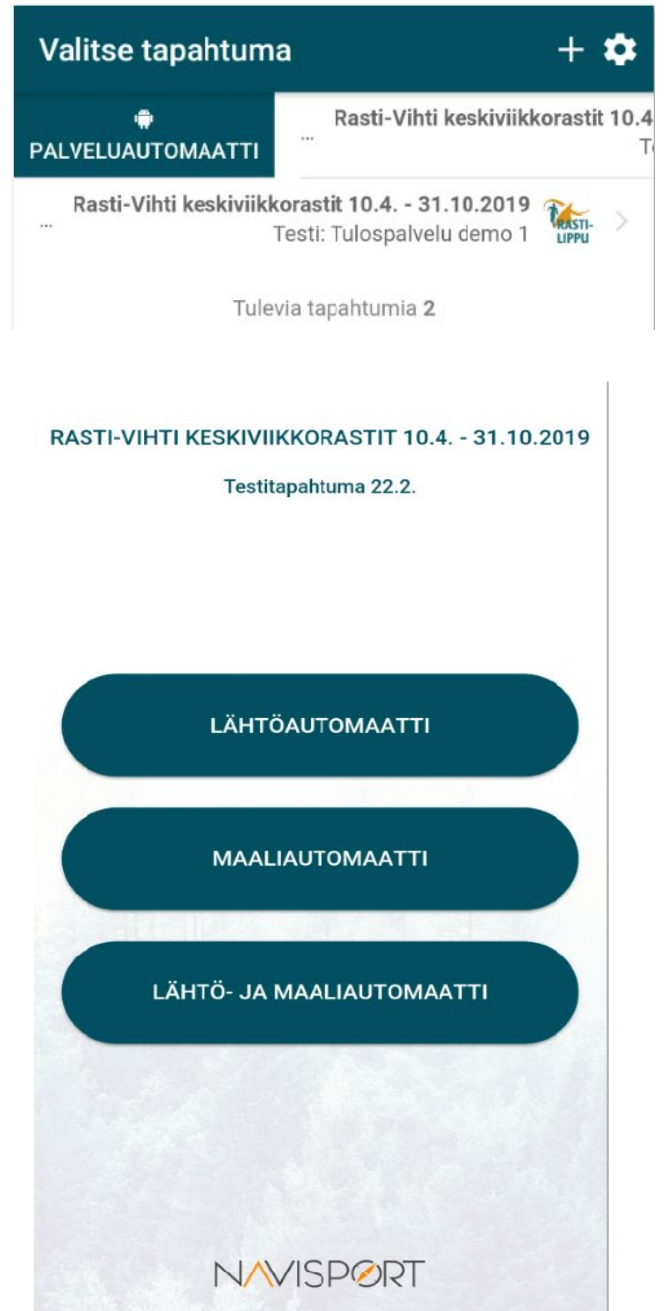 Valitse tapahtuma
PALVELUAUTOMAATTI
... Rasti-Vihti keskiviikkorastit 10.4
Rasti-Vihti keskiviikkorastit 10.4. - 31.10.2019
... Testi: Tulospalvelu demo 1
RASTI-
LIPPU
Tulevia tapahtumia 2
RASTI-VIHTI KESKIVIIKKORASTIT 10.4. - 31.10.2019
Testitapahtuma 22.2.
LÄHTÖAUTOMAATTI
MAALIAUTOMAATTI
LÄHTÖ- JA MAALIAUTOMAATTI
NAVISPORT